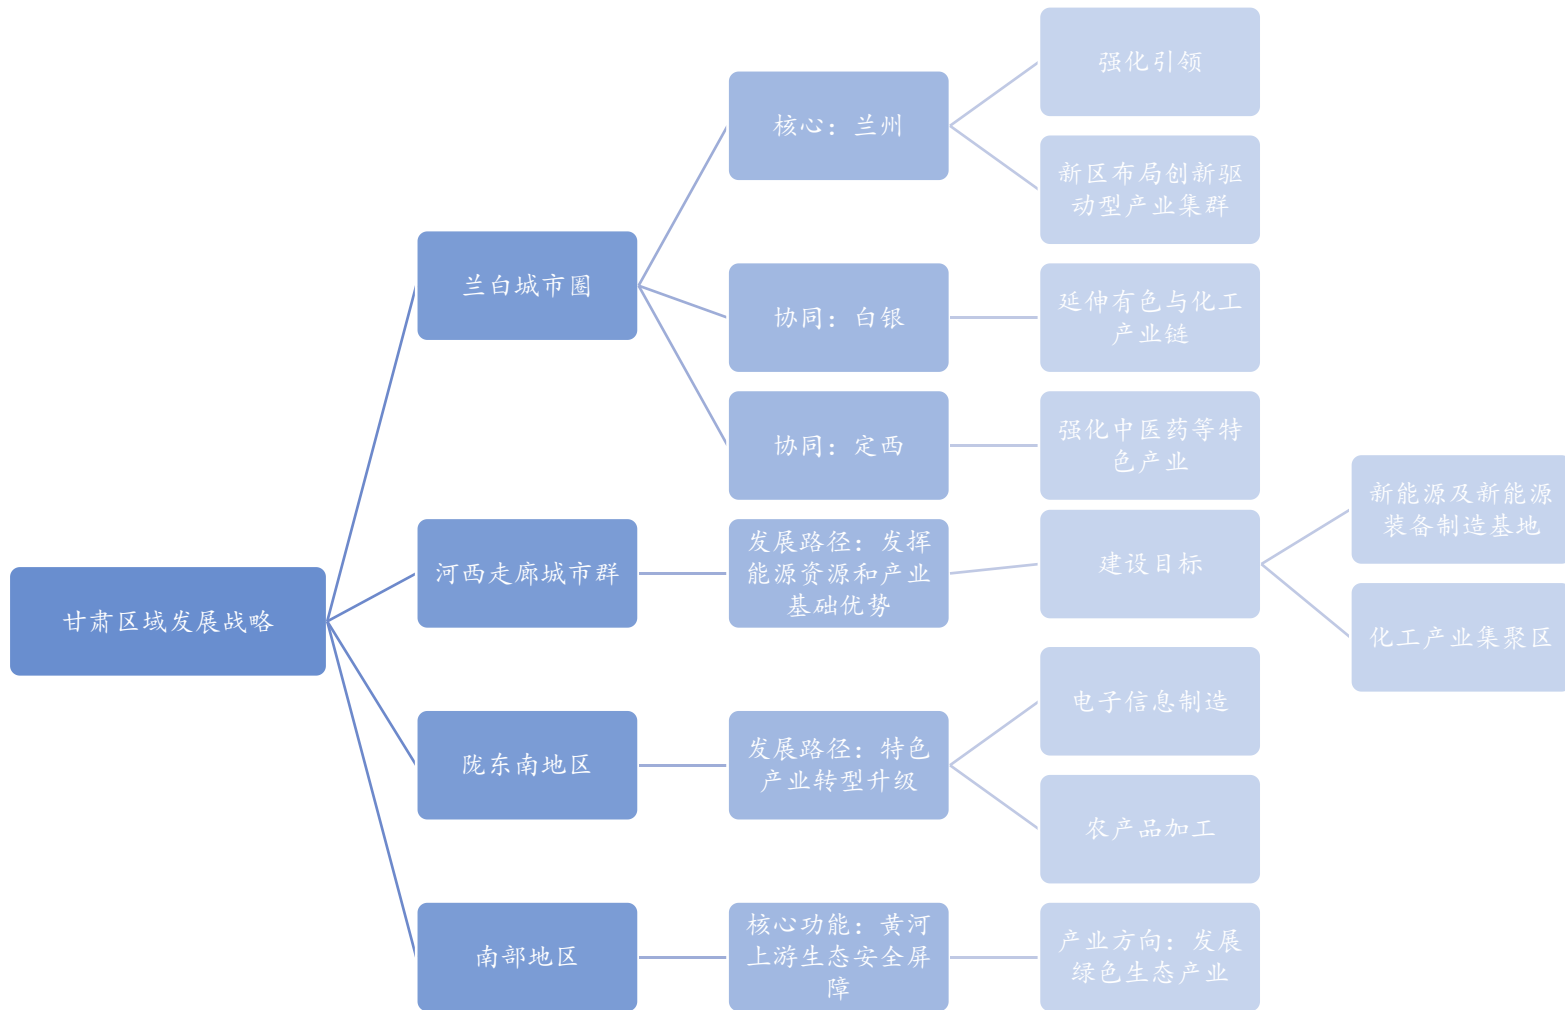 甘肃区域发展战略
兰白城市圈
核心：兰州
强化引领
新区布局创新驱
动型产业集群
协同：白银
延伸有色与化工
产业链
协同：定西
强化中医药等特
色产业
河西走廊城市群
发展路径：发挥
能源资源和产业
基础优势
建设目标
新能源及新能源
装备制造基地
化工产业集聚区
陇东南地区
发展路径：特色
产业转型升级
电子信息制造
农产品加工
南部地区
核心功能：黄河
上游生态安全屏
障
产业方向：发展
绿色生态产业